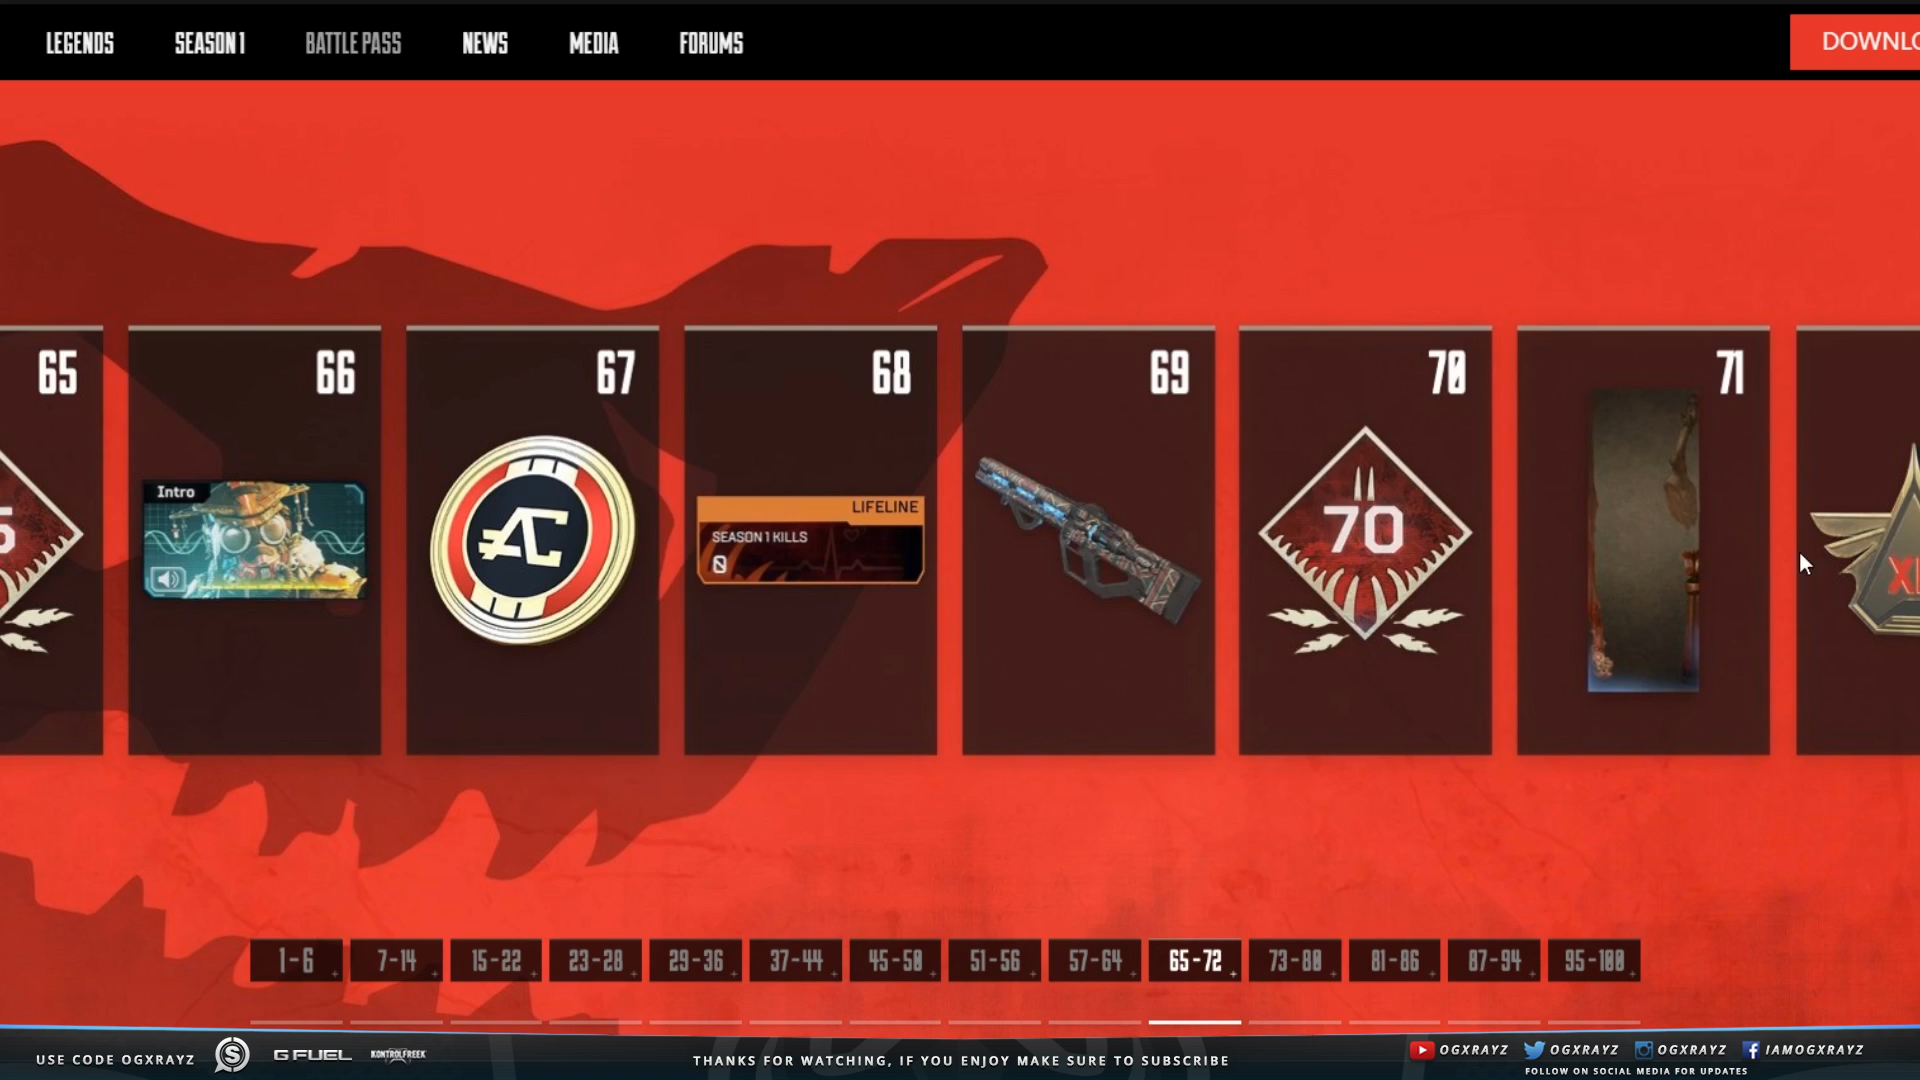 LEGENDS SEASON 1 BATTLE PASS NEWS MEDIA FORUMS
65 66 67 68 69 70 71
Intro
LIFELINE
SEASON 1 KILLS
0
70
1-6 7-14 15-22 23-28 29-36 37-44 45-50 51-56 57-64 65-72 73-80 81-86 87-94 95-100
USE CODE OGXRAYZ G FUEL KONTROLFREEK THANKS FOR WATCHING, IF YOU ENJOY MAKE SURE TO SUBSCRIBE OGXRAYZ OGXRAYZ OGXRAYZ IAMOGXRAYZ
FOLLOW ON SOCIAL MEDIA FOR UPDATES